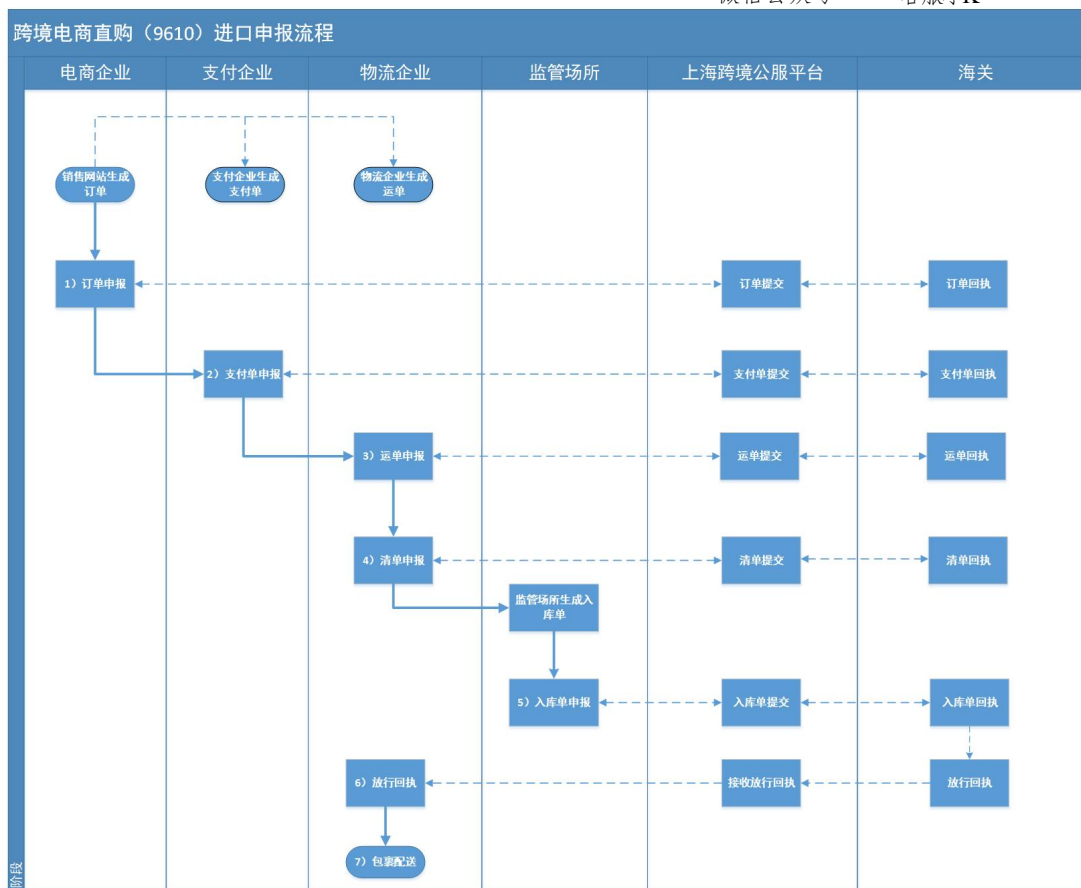 跨境电商直购（9610）进口申报流程
电商企业
支付企业
物流企业
监管场所
上海跨境公服平台
海关
销售网站生成
订单
支付企业生成
支付单
物流企业生成
运单
1）订单申报
订单提交
订单回执
2）支付单申报
支付单提交
支付单回执
3）运单申报
运单提交
运单回执
4）清单申报
清单提交
清单回执
监管场所生成入
库单
5）入库单申报
入库单提交
入库单回执
6）放行回执
接收放行回执
放行回执
7）包裹配送
阶段